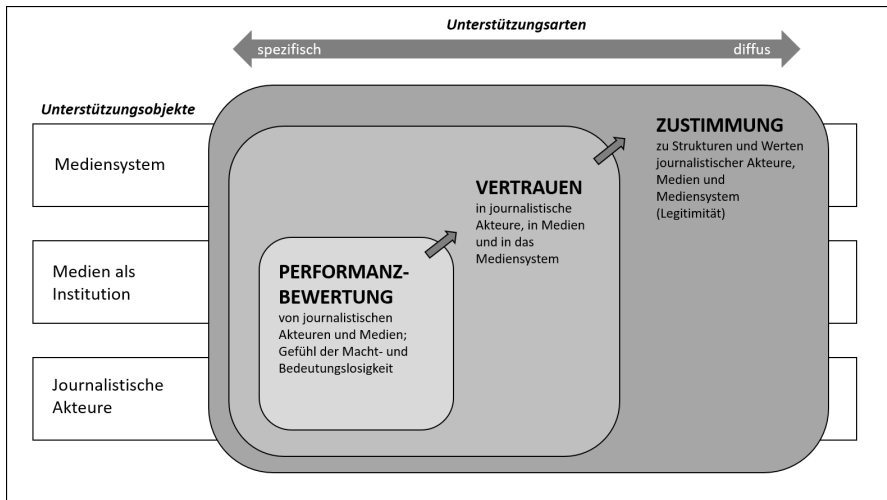 Unterstützungsarten
spezifisch
diffus
Unterstützungsobjekte
Mediensystem
Medien als
Institution
Journalistische
Akteure
PERFORMANZ-
BEWERTUNG
von journalistischen
Akteuren und Medien;
Gefühl der Macht- und
Bedeutungslosigkeit
VERTRAUEN
in journalistische
Akteure, in Medien
und in das
Mediensystem
ZUSTIMMUNG
zu Strukturen und Werten
journalistischer Akteure,
Medien und
Mediensystem
(Legitimität)